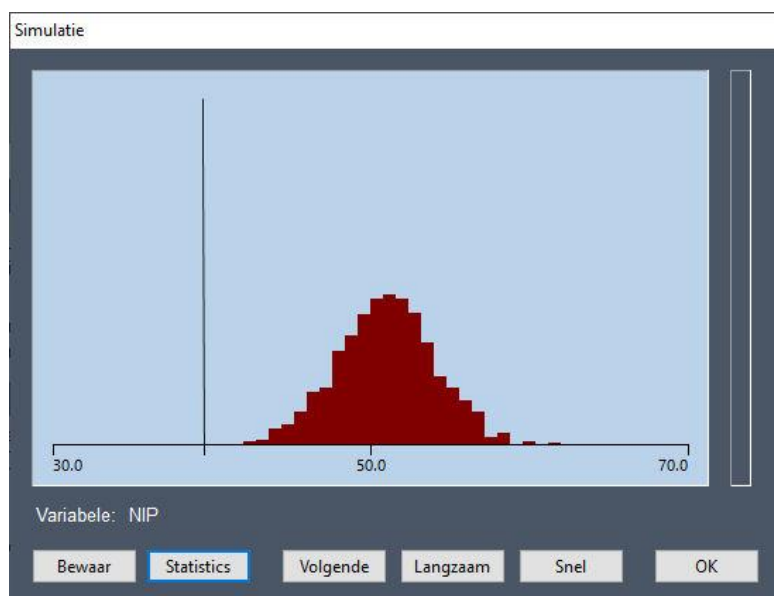 Simulatie
30.0 50.0 70.0
Variabele: NIP
Bewaar Statistics Volgende Langzaam Snel OK